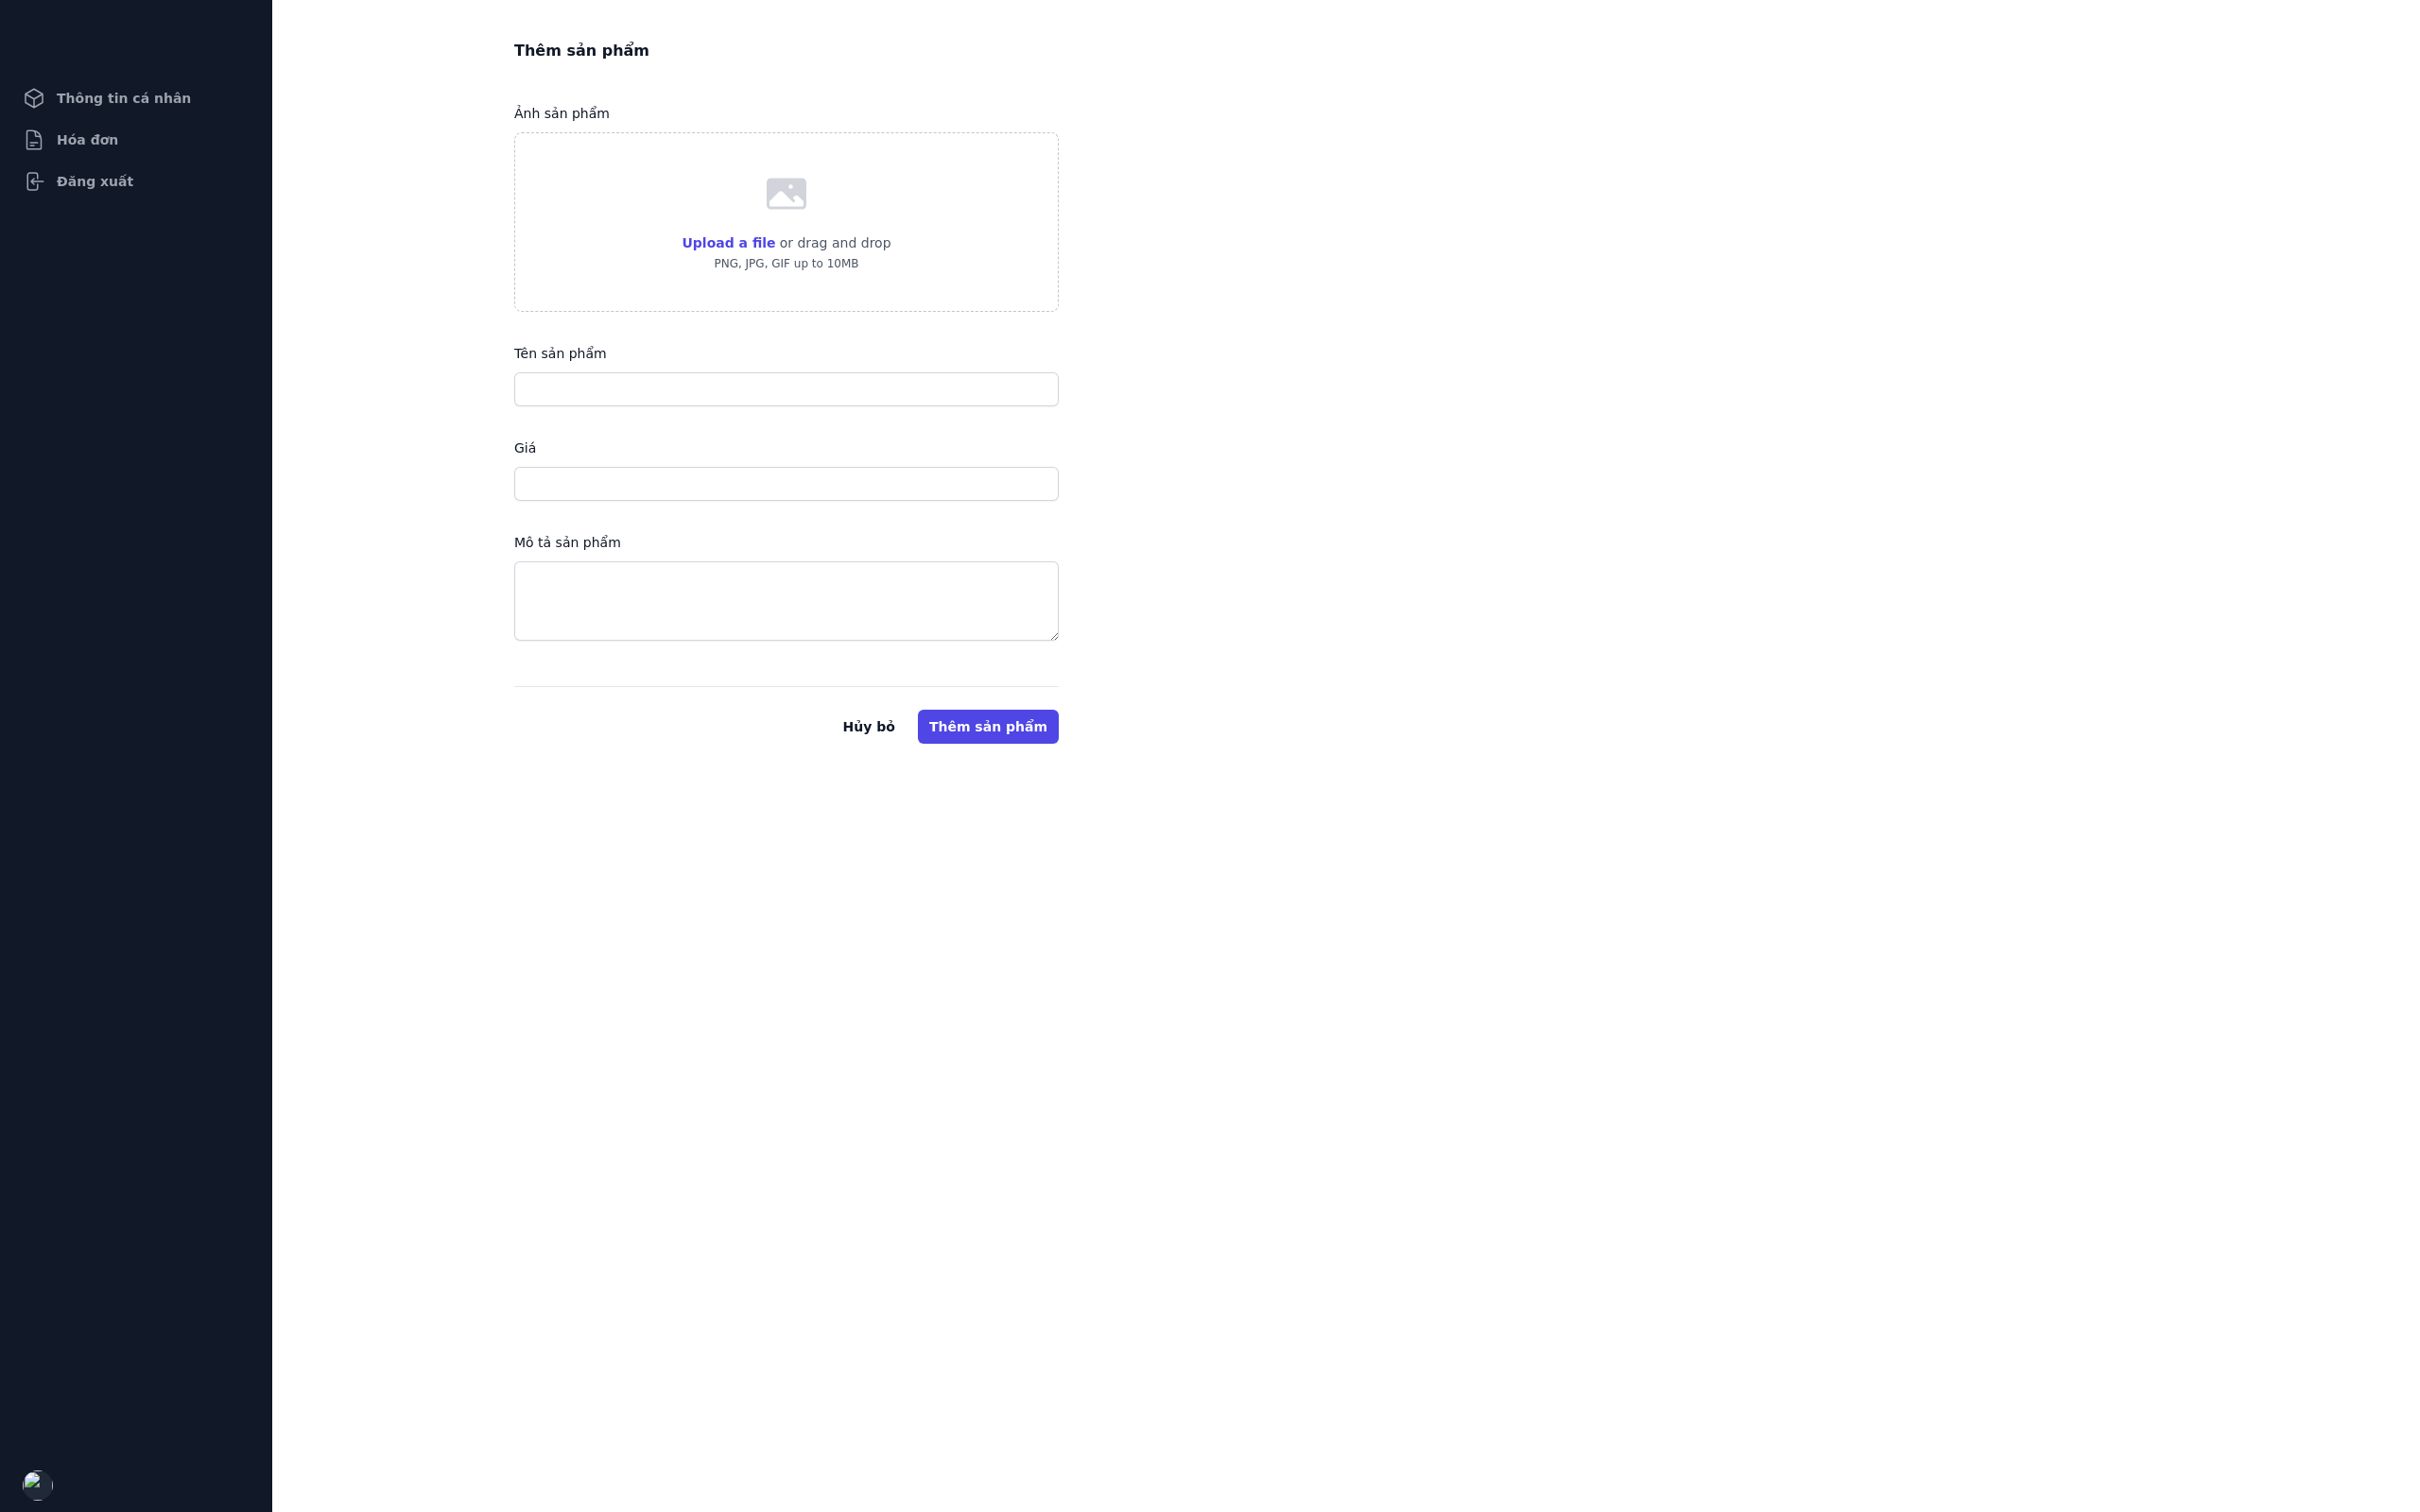 Thông tin cá nhân
Hóa đơn
Đăng xuất
Thêm sản phẩm
Ảnh sản phẩm
Upload a file or drag and drop
PNG, JPG, GIF up to 10MB
Tên sản phẩm
Giá
Mô tả sản phẩm
Hủy bỏ
Thêm sản phẩm